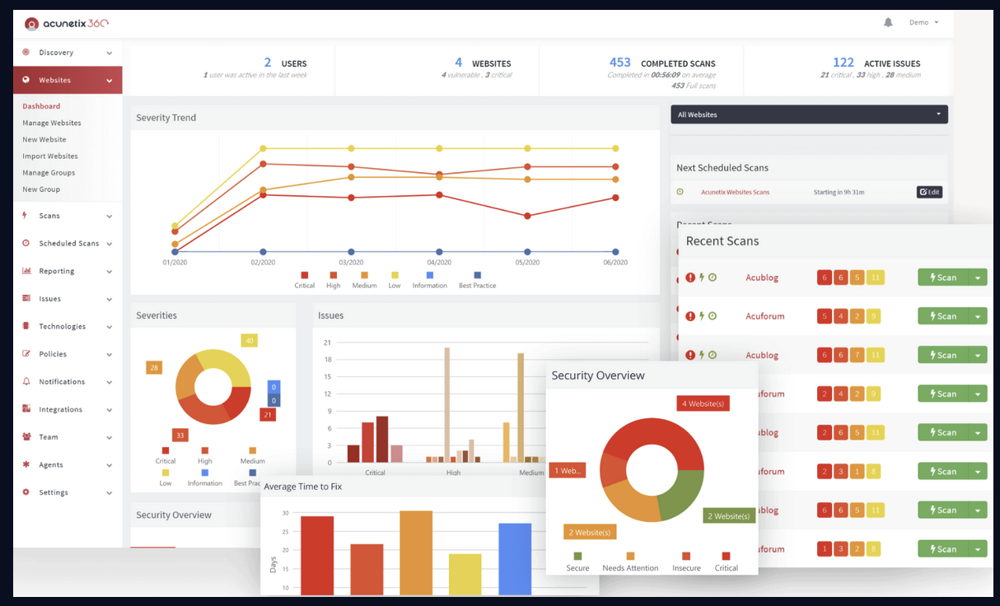 acunetix360
Demo
Discovery
Websites
Dashboard
Manage Websites
New Website
Import Websites
Manage Groups
New Group
Scans
Scheduled Scans
Reporting
Issues
Technologies
Policies
Notifications
Integrations
Team
Agents
Settings
2 USERS
1 user was active in the last week
4 WEBSITES
4 vulnerable , 3 critical
453 COMPLETED SCANS
Completed in 00:56:09 on average
453 Full scans
122 ACTIVE ISSUES
21 critical , 33 high , 28 medium
Severity Trend
01/2020 02/2020 03/2020 04/2020 05/2020 06/2020
Critical High Medium Low Information Best Practice
All Websites
Next Scheduled Scans
Acunetix Websites Scans Starting in 9h 31m Edit
Recent Scans
Recent Scans
Acublog 6 6 5 11 Scan
Acuforum 5 4 2 9 Scan
Acublog 6 6 7 11 Scan
uforum 2 4 2 9 Scan
ublog 2 6 5 11 Scan
uforum 2 3 1 8 Scan
ublog 6 6 5 11 Scan
uforum 1 3 2 8 Scan
Severities
40
28
0
0
21
33
Critical High Medium
Low Information Best Prac
Issues
21
18
15
12
9
6
3
0
Critical High Medium
Security Overview
Average Time to Fix
Days
30
25
20
15
10
Security Overview
4 Website(s)
1 Web...
2 Website(s)
2 Website(s)
Secure Needs Attention Insecure Critical